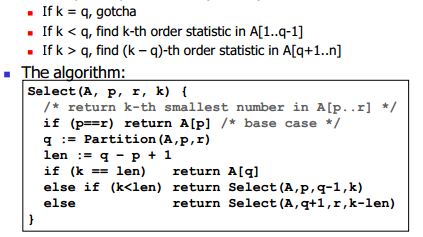 If k = q, gotcha
If k < q, find k-th order statistic in A[1..q-1]
If k > q, find (k – q)-th order statistic in A[q+1..n]
The algorithm:
Select(A, p, r, k) {
/* return k-th smallest number in A[p..r] */
if (p==r) return A[p] /* base case */
q := Partition(A,p,r)
len := q - p + 1
if (k == len) return A[q]
else if (k<len) return Select(A,p,q-1,k)
else return Select(A,q+1,r,k-len)
}